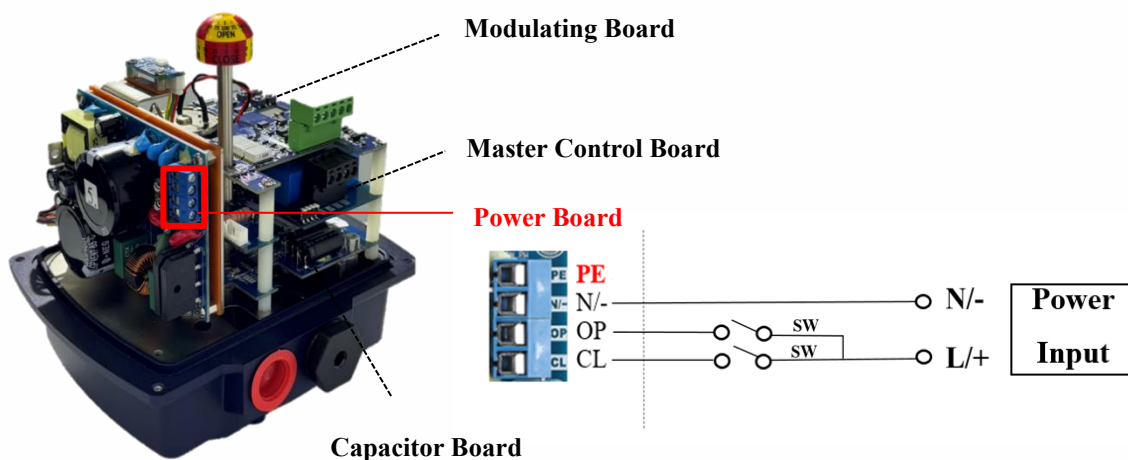 OPEN
CLOSE
Modulating Board
Master Control Board
Power Board
Capacitor Board
PE
N/-
OP
CL
PE
N/-
OP
CL
SW
SW
N/-
L/+
Power
Input